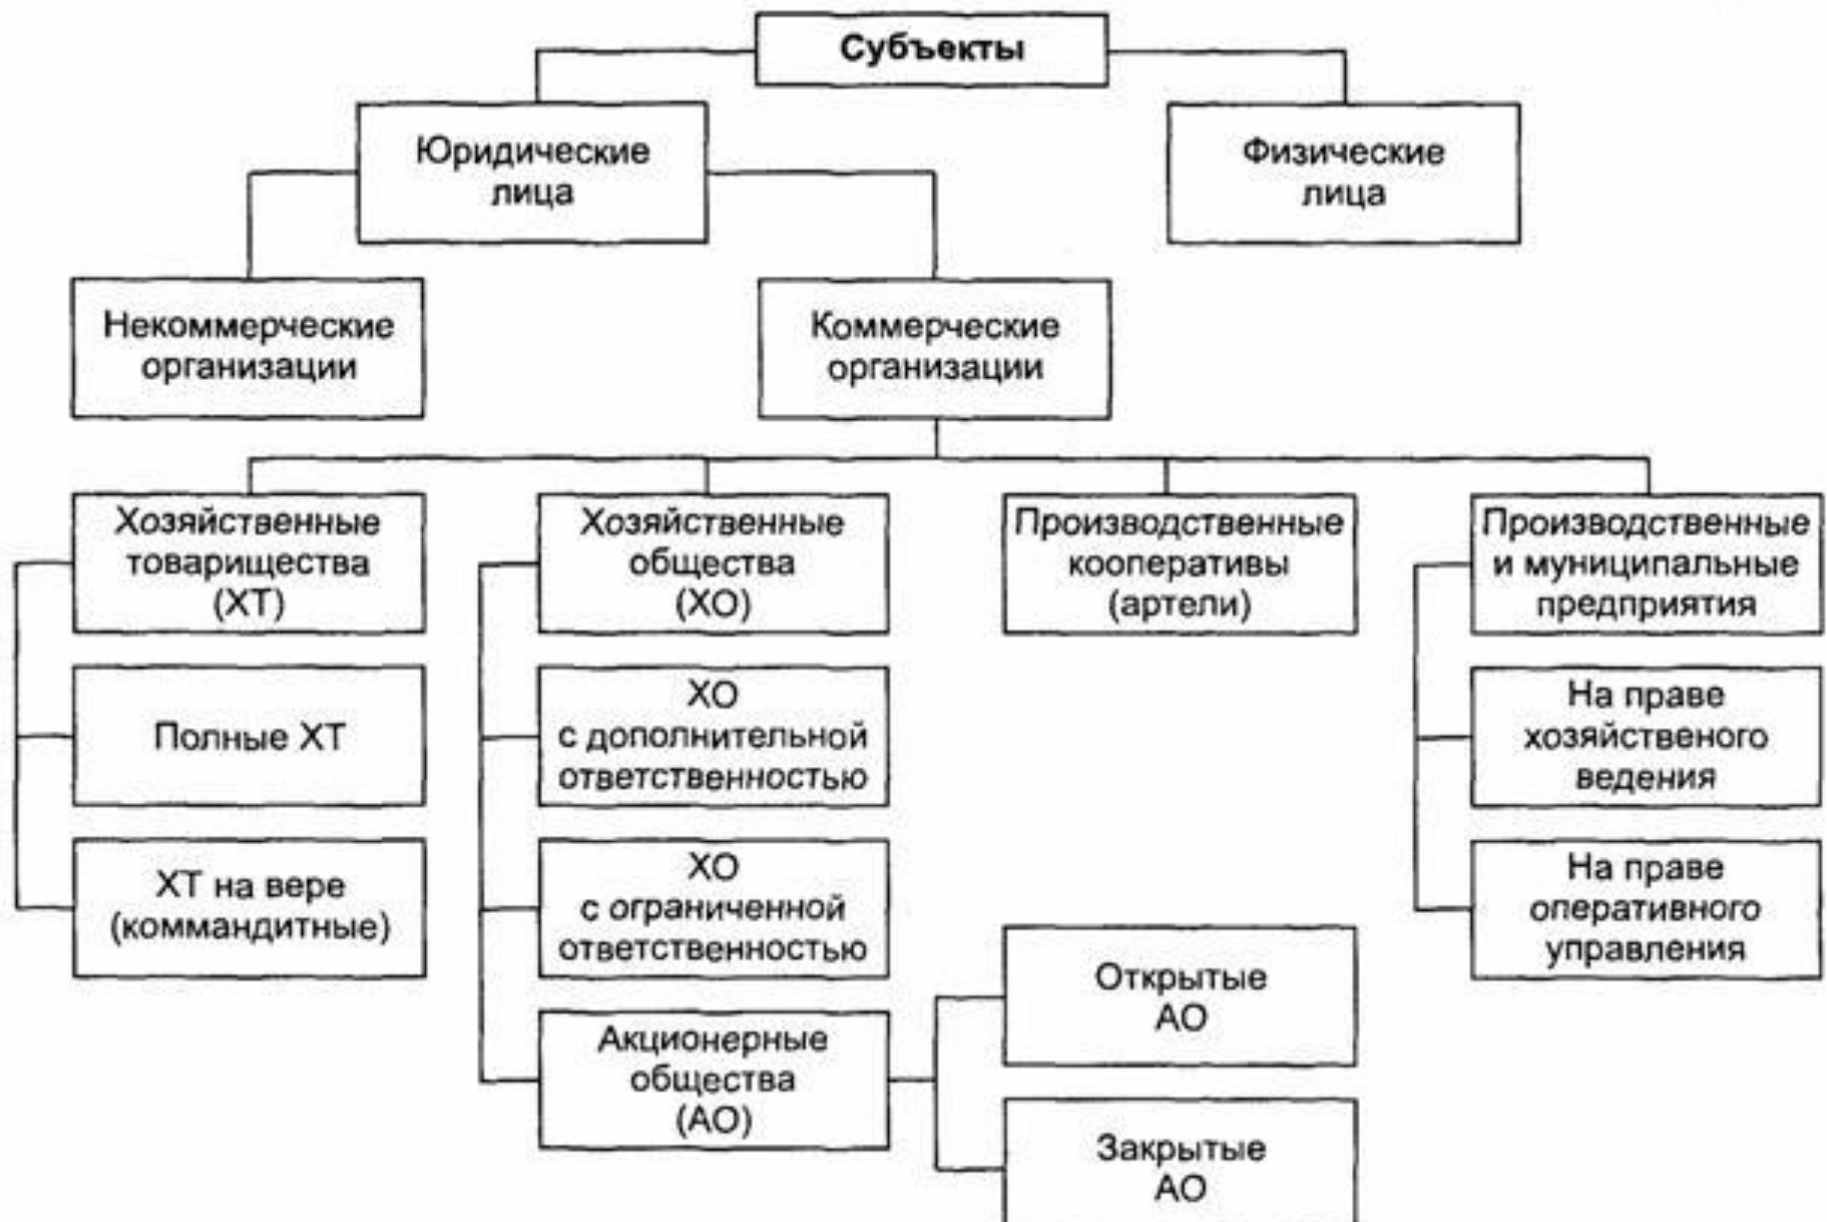 Субъекты
Юридические
лица
Физические
лица
Некоммерческие
организации
Коммерческие
организации
Хозяйственные
товарищества
(ХТ)
Хозяйственные
общества
(ХО)
Производственные
кооперативы
(артели)
Производственные
и муниципальные
предприятия
Полные ХТ
ХО
с дополнительной
ответственностью
На праве
хозяйственого
ведения
ХТ на вере
(коммандитные)
ХО
с ограниченной
ответственностью
На праве
оперативного
управления
Акционерные
общества
(АО)
Открытые
АО
Закрытые
АО